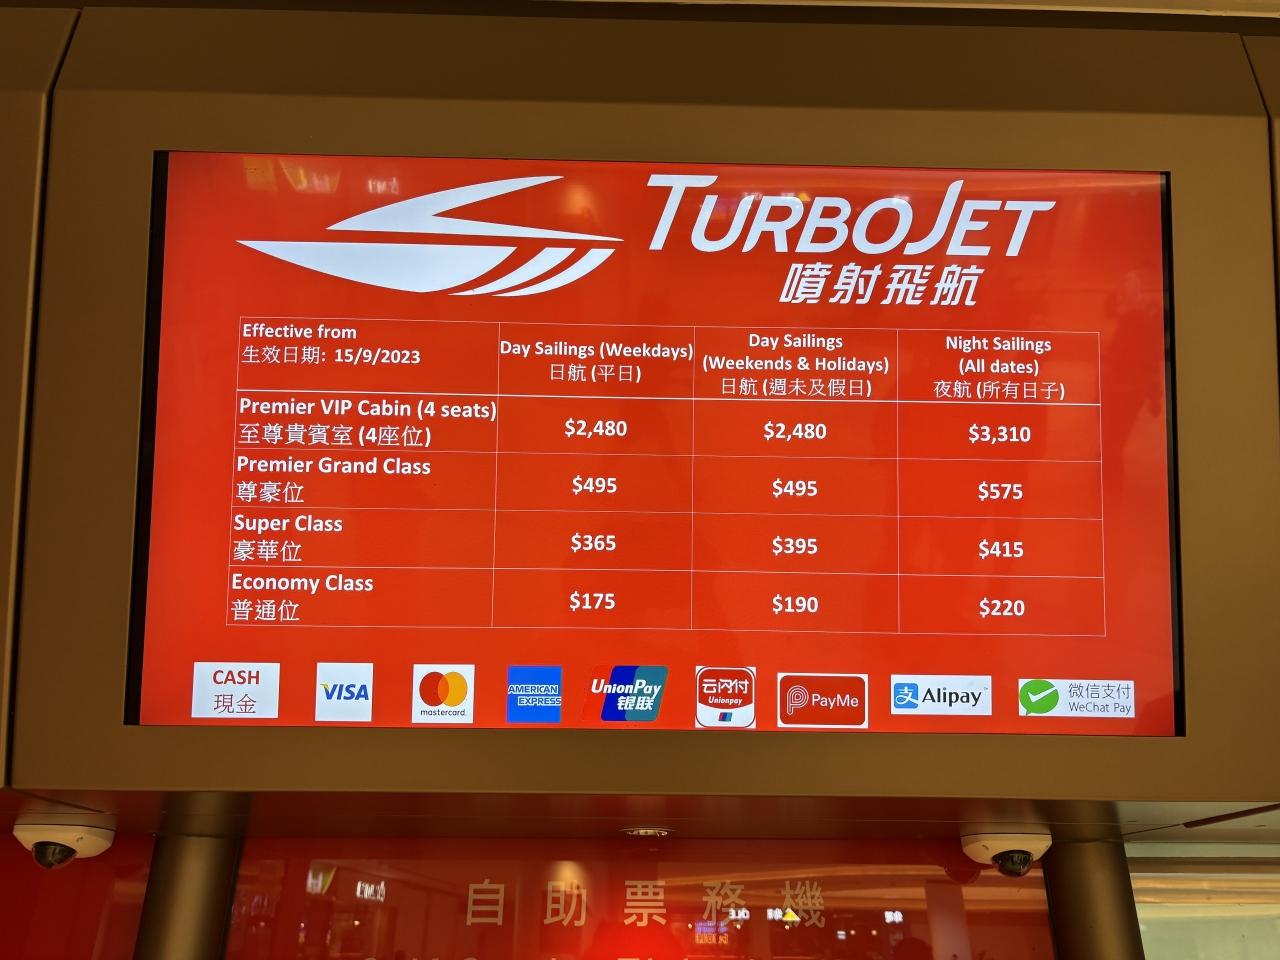 TURBOJET
噴射飛航
Effective from
生效日期: 15/9/2023
Day Sailings (Weekdays)
日航 (平日)
Day Sailings
(Weekends & Holidays)
日航 (週未及假日)
Night Sailings
(All dates)
夜航 (所有日子)
Premier VIP Cabin (4 seats)
至尊貴賓室 (4座位)
$2,480
$2,480
$3,310
Premier Grand Class
尊豪位
$495
$495
$575
Super Class
豪華位
$365
$395
$415
Economy Class
普通位
$175
$190
$220
CASH
現金
VISA
mastercard.
AMERICAN
EXPRESS
UnionPay
银联
云闪付
Unionpay
PayMe
支
Alipay
微信支付
WeChat Pay
自助票務機